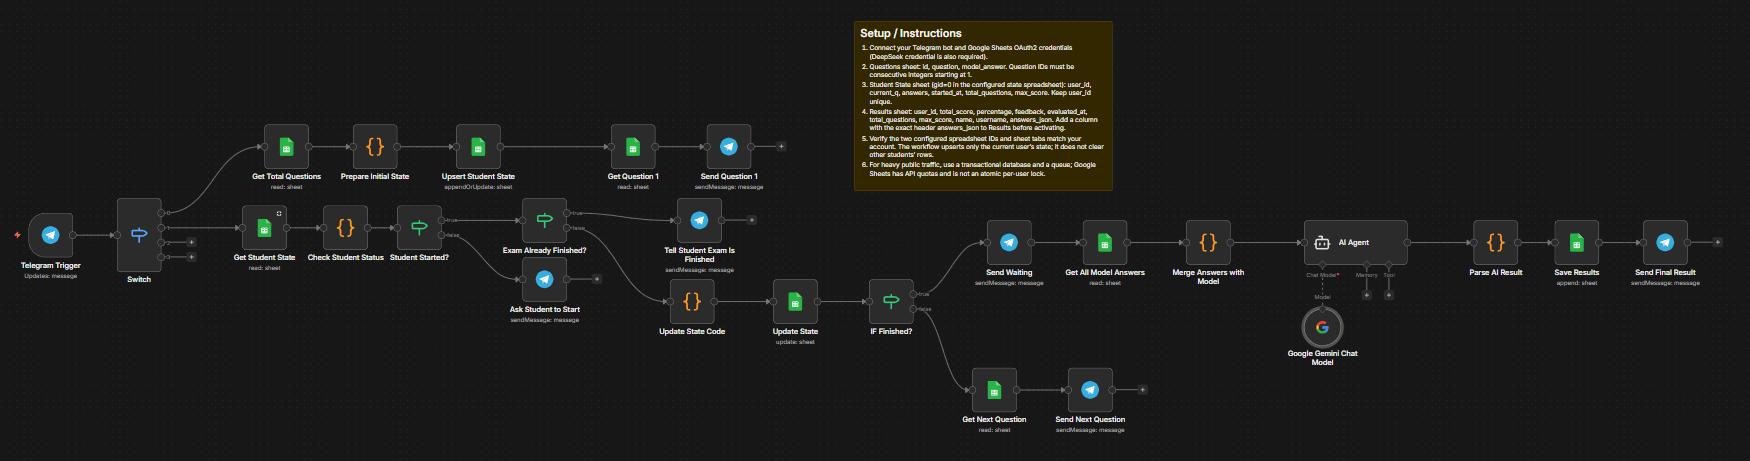 Setup / Instructions
1. Connect your Telegram bot and Google Sheets OAuth2 credentials
(DeepSeek credential is also required).
2. Questions sheet: id, question, model_answer. Question IDs must be
consecutive integers starting at 1.
3. Student State sheet (gid=0 in the configured state spreadsheet): user_id,
current_q, answers, started_at, total_questions, max_score. Keep user_id
unique.
4. Results sheet: user_id, total_score, percentage, feedback, evaluated_at,
total_questions, max_score, name, username, answers_json. Add a column
with the exact header answers_json to Results before activating.
5. Verify the two configured spreadsheet IDs and sheet tabs match your
account. The workflow upserts only the current user's state; it does not clear
other students' rows.
6. For heavy public traffic, use a transactional database and a queue; Google
Sheets has API quotas and is not an atomic per-user lock.
Get Total Questions
read: sheet
Prepare Initial State
Upsert Student State
appendOrUpdate: sheet
Get Question 1
read: sheet
Send Question 1
sendMessage: message
Telegram Trigger
Updates: message
Switch
0
1
2
3
Get Student State
read: sheet
Check Student Status
Student Started?
true
false
Exam Already Finished?
true
false
Tell Student Exam Is
Finished
sendMessage: message
Ask Student to Start
sendMessage: message
Update State Code
Update State
update: sheet
IF Finished?
true
false
Send Waiting
sendMessage: message
Get All Model Answers
read: sheet
Merge Answers with
Model
AI Agent
Chat Model*
Memory
Tool
Model
Google Gemini Chat
Model
Parse AI Result
Save Results
append: sheet
Send Final Result
sendMessage: message
Get Next Question
read: sheet
Send Next Question
sendMessage: message